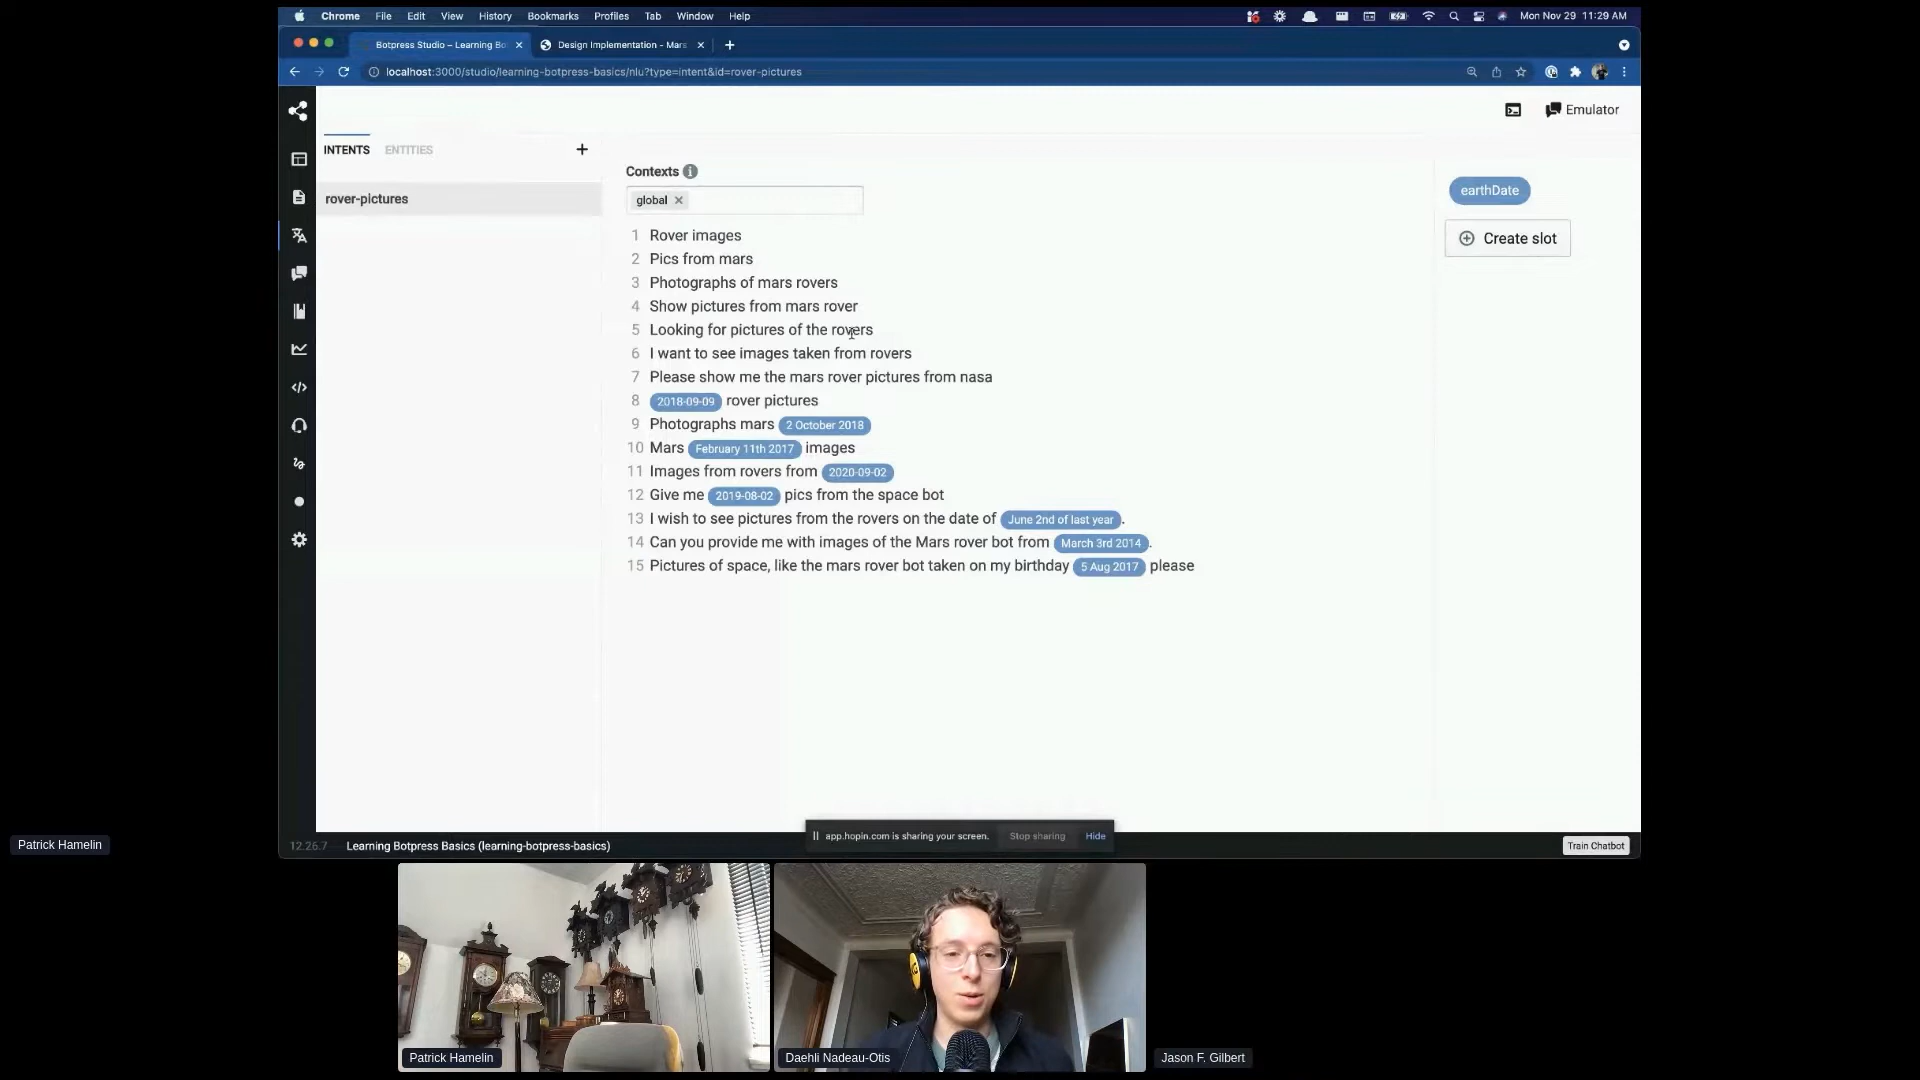 Chrome File Edit View History Bookmarks Profiles Tab Window Help
Mon Nov 29 11:29 AM
Botpress Studio – Learning Bo
Design Implementation - Mars
localhost:3000/studio/learning-botpress-basics/nlu?type=intent&id=rover-pictures
Emulator
INTENTS ENTITIES
rover-pictures
Contexts
global
1 Rover images
2 Pics from mars
3 Photographs of mars rovers
4 Show pictures from mars rover
5 Looking for pictures of the rovers
6 I want to see images taken from rovers
7 Please show me the mars rover pictures from nasa
8 2018-09-09 rover pictures
9 Photographs mars 2 October 2018
10 Mars February 11th 2017 images
11 Images from rovers from 2020-09-02
12 Give me 2019-08-02 pics from the space bot
13 I wish to see pictures from the rovers on the date of June 2nd of last year.
14 Can you provide me with images of the Mars rover bot from March 3rd 2014.
15 Pictures of space, like the mars rover bot taken on my birthday 5 Aug 2017 please
earthDate
Create slot
app.hopin.com is sharing your screen. Stop sharing Hide
12.26.7 Learning Botpress Basics (learning-botpress-basics)
Train Chatbot
Patrick Hamelin
Patrick Hamelin
Daehli Nadeau-Otis
Jason F. Gilbert